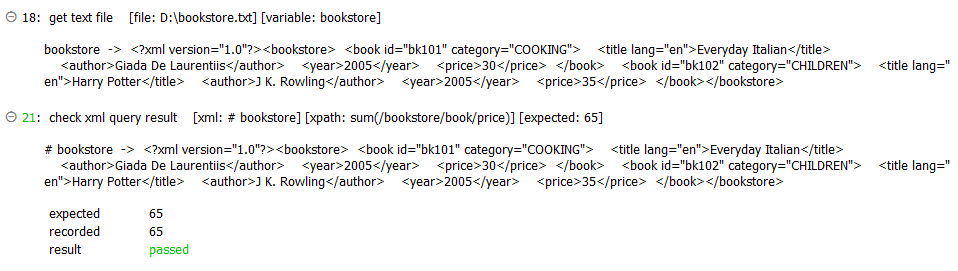 18: get text file [file: D:\bookstore.txt] [variable: bookstore]
bookstore -> <?xml version="1.0"?><bookstore> <book id="bk101" category="COOKING"> <title lang="en">Everyday Italian</title>
<author>Giada De Laurentiis</author> <year>2005</year> <price>30</price> </book> <book id="bk102" category="CHILDREN"> <title lang="
en">Harry Potter</title> <author>J K. Rowling</author> <year>2005</year> <price>35</price> </book></bookstore>
21: check xml query result [xml: # bookstore] [xpath: sum(/bookstore/book/price)] [expected: 65]
# bookstore -> <?xml version="1.0"?><bookstore> <book id="bk101" category="COOKING"> <title lang="en">Everyday Italian</title>
<author>Giada De Laurentiis</author> <year>2005</year> <price>30</price> </book> <book id="bk102" category="CHILDREN"> <title lang="
en">Harry Potter</title> <author>J K. Rowling</author> <year>2005</year> <price>35</price> </book></bookstore>
expected 65
recorded 65
result passed